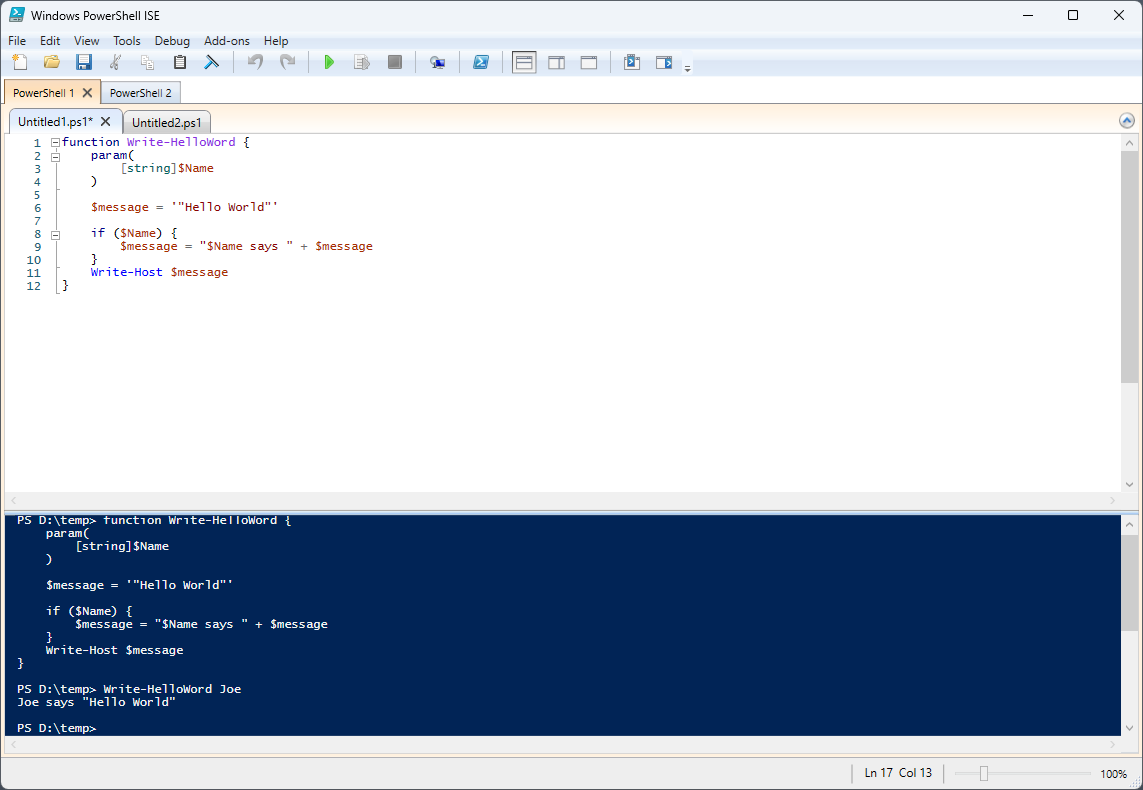 Windows PowerShell ISE
File Edit View Tools Debug Add-ons Help
PowerShell 1 PowerShell 2
Untitled1.ps1* Untitled2.ps1
1 function Write-HelloWord {
2     param(
3         [string]$Name
4     )
5
6     $message = '"Hello World"'
7
8     if ($Name) {
9         $message = "$Name says " + $message
10     }
11     Write-Host $message
12 }
PS D:\temp> function Write-HelloWord {
    param(
        [string]$Name
    )
    $message = '"Hello World"'
    if ($Name) {
        $message = "$Name says " + $message
    }
    Write-Host $message
}
PS D:\temp> Write-HelloWord Joe
Joe says "Hello World"
PS D:\temp>
Ln 17 Col 13 100%